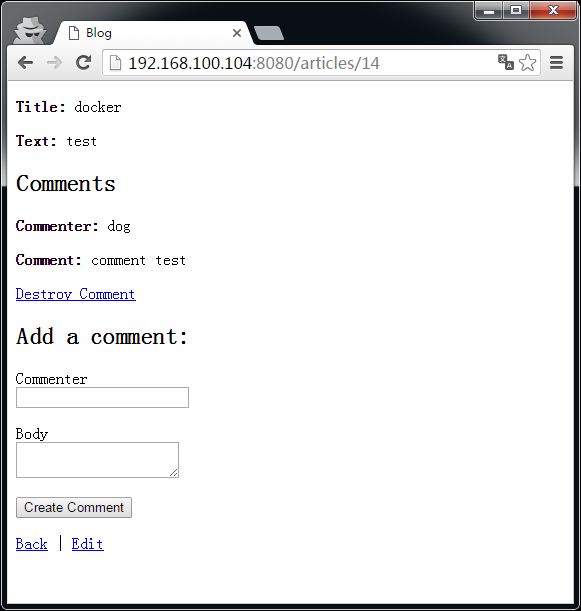 Blog
192.168.100.104:8080/articles/14
Title: docker
Text: test
Comments
Commenter: dog
Comment: comment test
Destroy Comment
Add a comment:
Commenter
Body
Create Comment
Back | Edit